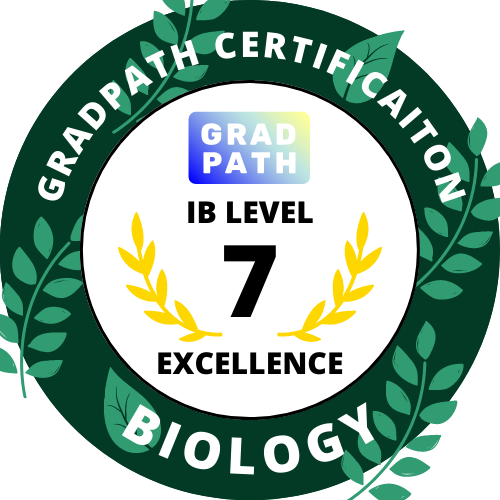 GRADPATH CERTIFICAITON
GRAD
PATH
IB LEVEL
7
EXCELLENCE
BIOLOGY